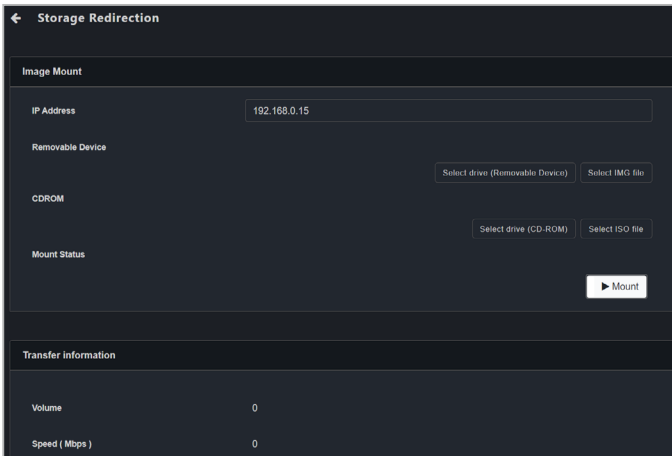 Storage Redirection
Image Mount
IP Address 192.168.0.15
Removable Device
Select drive (Removable Device) Select IMG file
CDROM
Select drive (CD-ROM) Select ISO file
Mount Status
Mount
Transfer information
Volume 0
Speed ( Mbps ) 0